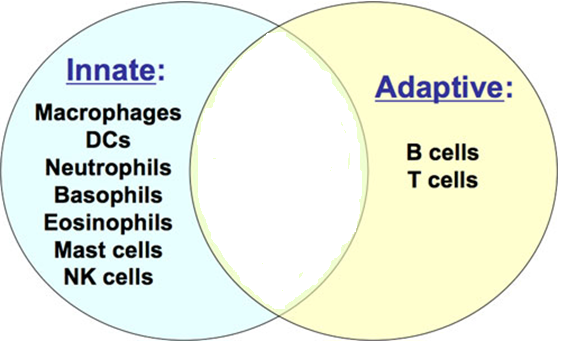 Innate:
Macrophages
DCs
Neutrophils
Basophils
Eosinophils
Mast cells
NK cells
Adaptive:
B cells
T cells